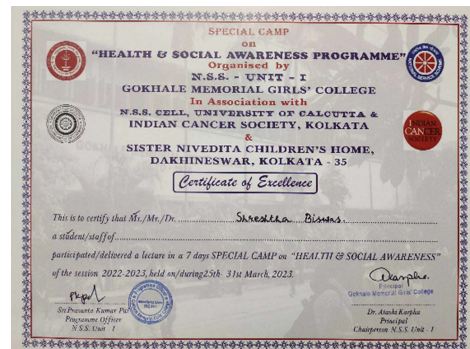 SPECIAL CAMP
on
"HEALTH & SOCIAL AWARENESS PROGRAMME"
Organised by
N.S.S. - UNIT - I
GOKHALE MEMORIAL GIRLS' COLLEGE
In Association with
N.S.S. CELL, UNIVERSITY OF CALCUTTA &
INDIAN CANCER SOCIETY, KOLKATA
&
SISTER NIVEDITA CHILDREN'S HOME,
DAKHINESWAR, KOLKATA - 35
INDIAN
CANCER
SOCIETY
Certificate of Excellence
This is to certify that Ms./Mr./Dr. Shreshtha Biswas.
a student/staff of
participated/delivered a lecture in a 7 days SPECIAL CAMP on "HEALTH & SOCIAL AWARENESS"
of the session 2022-2023, held on/during 25th 31st March, 2023.
Principal
Gokhale Memorial Girls' College
Sri Prasanta Kumar Pal
Programme Officer
N.S.S. Unit - I
Dr. Atashi Karpha
Principal
Chairperson N.S.S. Unit - I